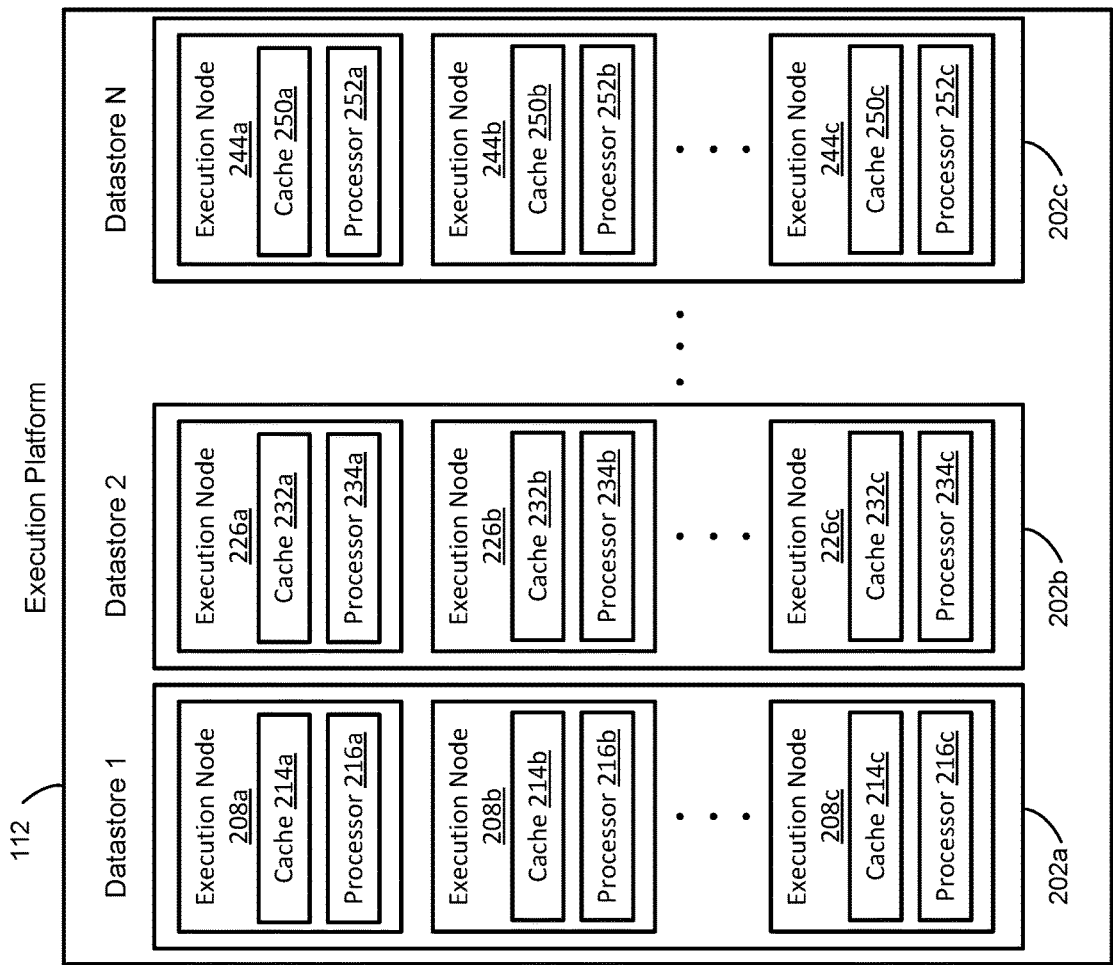 Execution Platform
112
Datastore 1
Execution Node
208a
Cache 214a
Processor 216a
Execution Node
208b
Cache 214b
Processor 216b
Execution Node
208c
Cache 214c
Processor 216c
202a
Datastore 2
Execution Node
226a
Cache 232a
Processor 234a
Execution Node
226b
Cache 232b
Processor 234b
Execution Node
226c
Cache 232c
Processor 234c
202b
Datastore N
Execution Node
244a
Cache 250a
Processor 252a
Execution Node
244b
Cache 250b
Processor 252b
Execution Node
244c
Cache 250c
Processor 252c
202c